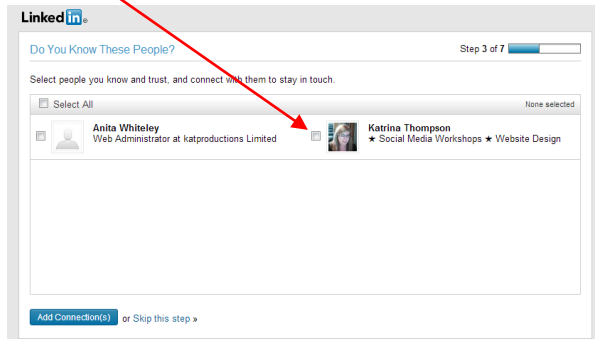 Linked in®
Do You Know These People?
Step 3 of 7
Select people you know and trust, and connect with them to stay in touch.
Select All
None selected
Anita Whiteley
Web Administrator at katproductions Limited
Katrina Thompson
★ Social Media Workshops ★ Website Design
Add Connection(s) or Skip this step »